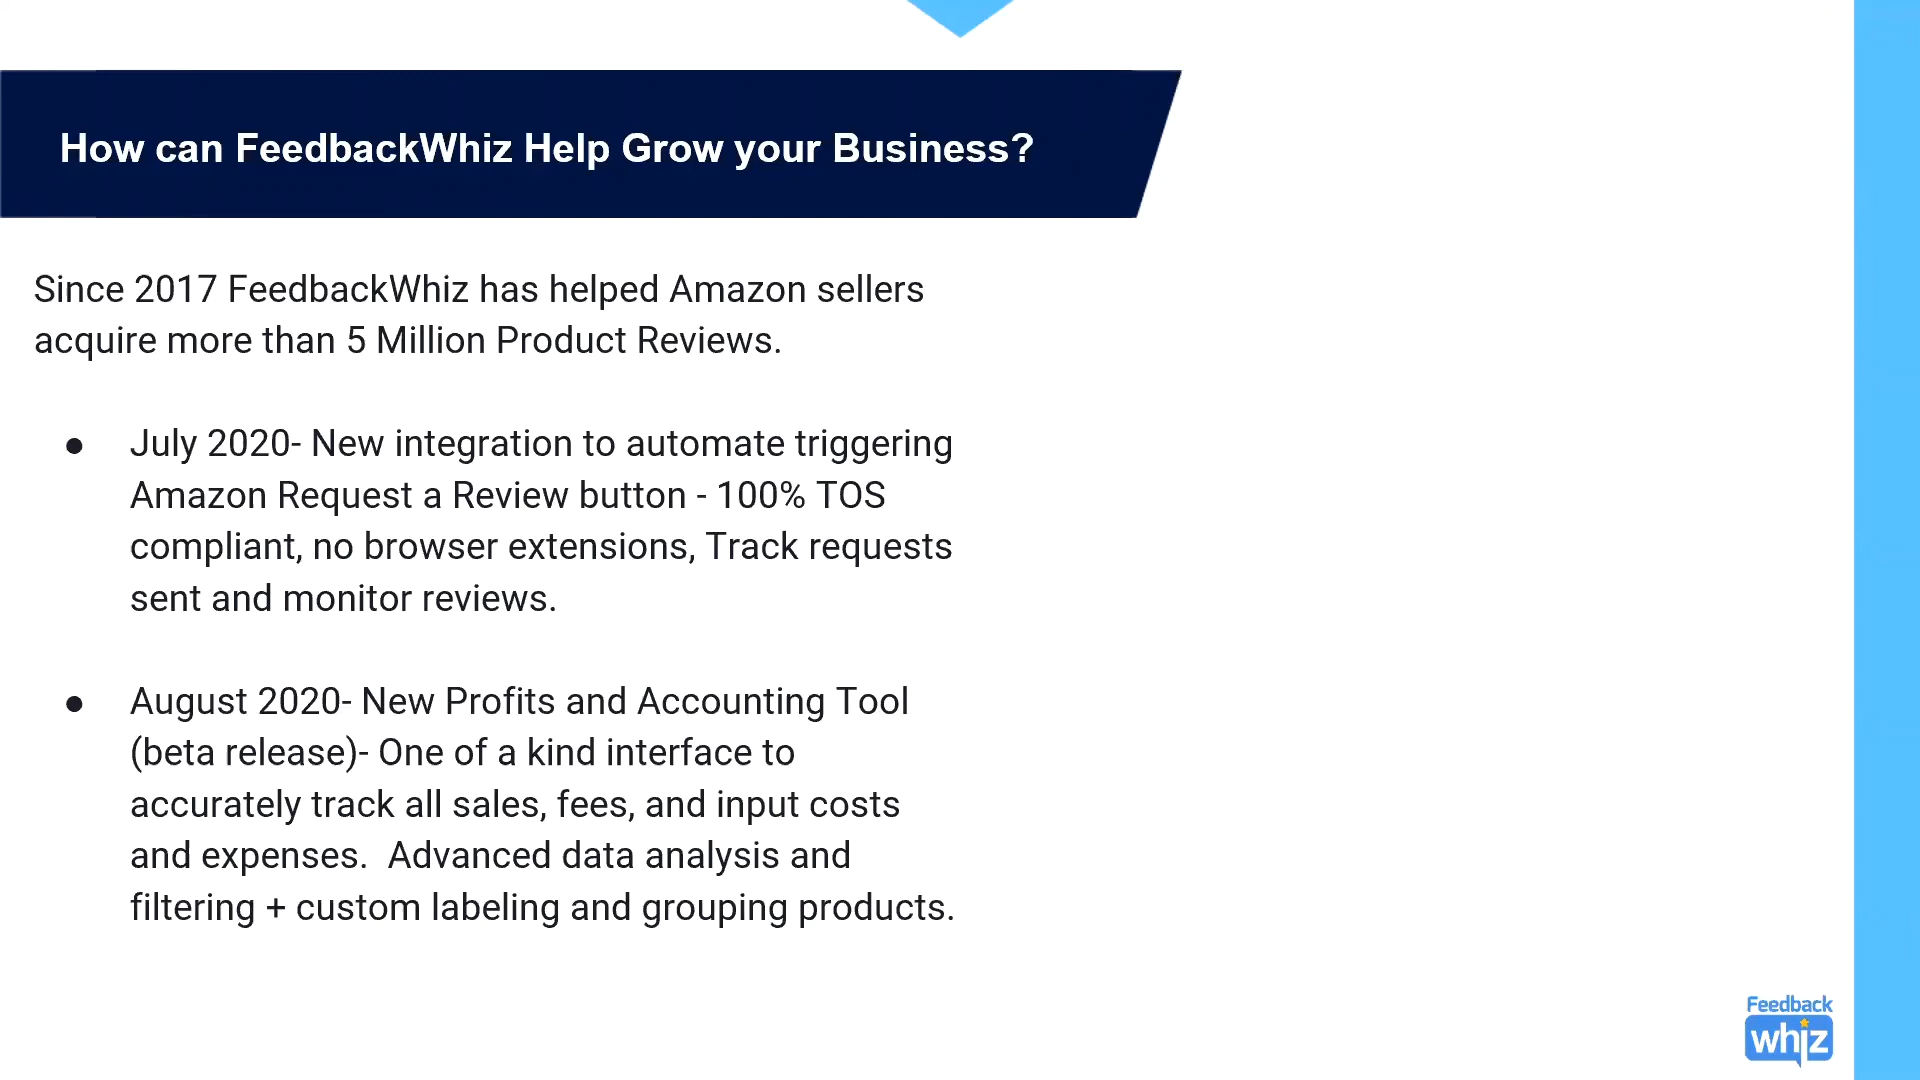 How can FeedbackWhiz Help Grow your Business?
Since 2017 FeedbackWhiz has helped Amazon sellers
acquire more than 5 Million Product Reviews.
● July 2020- New integration to automate triggering
Amazon Request a Review button - 100% TOS
compliant, no browser extensions, Track requests
sent and monitor reviews.
● August 2020- New Profits and Accounting Tool
(beta release)- One of a kind interface to
accurately track all sales, fees, and input costs
and expenses.  Advanced data analysis and
filtering + custom labeling and grouping products.
Feedback
whiz